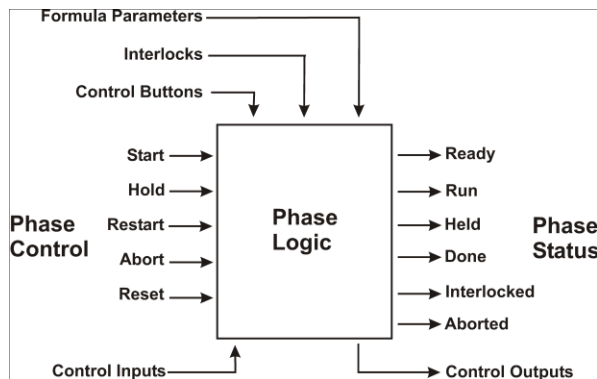 Formula Parameters
Interlocks
Control Buttons
Start
Hold
Restart
Abort
Reset
Phase
Control
Phase
Logic
Ready
Run
Held
Done
Interlocked
Aborted
Phase
Status
Control Inputs
Control Outputs